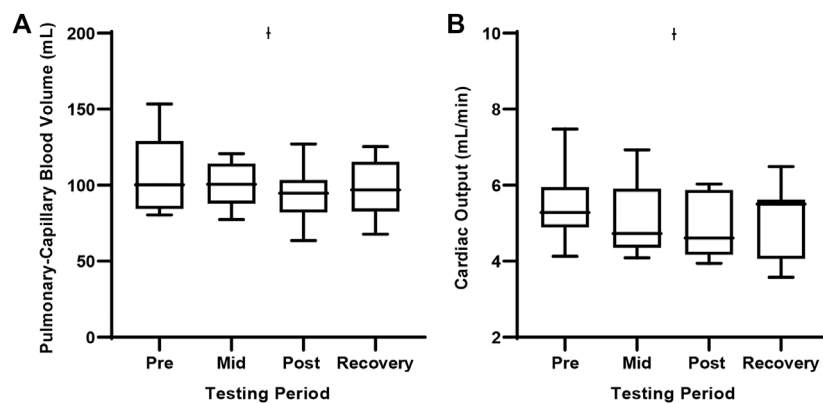 A
Pulmonary-Capillary Blood Volume (mL)
200
150
100
50
0
†
Pre Mid Post Recovery
Testing Period
B
Cardiac Output (mL/min)
10
8
6
4
2
†
Pre Mid Post Recovery
Testing Period